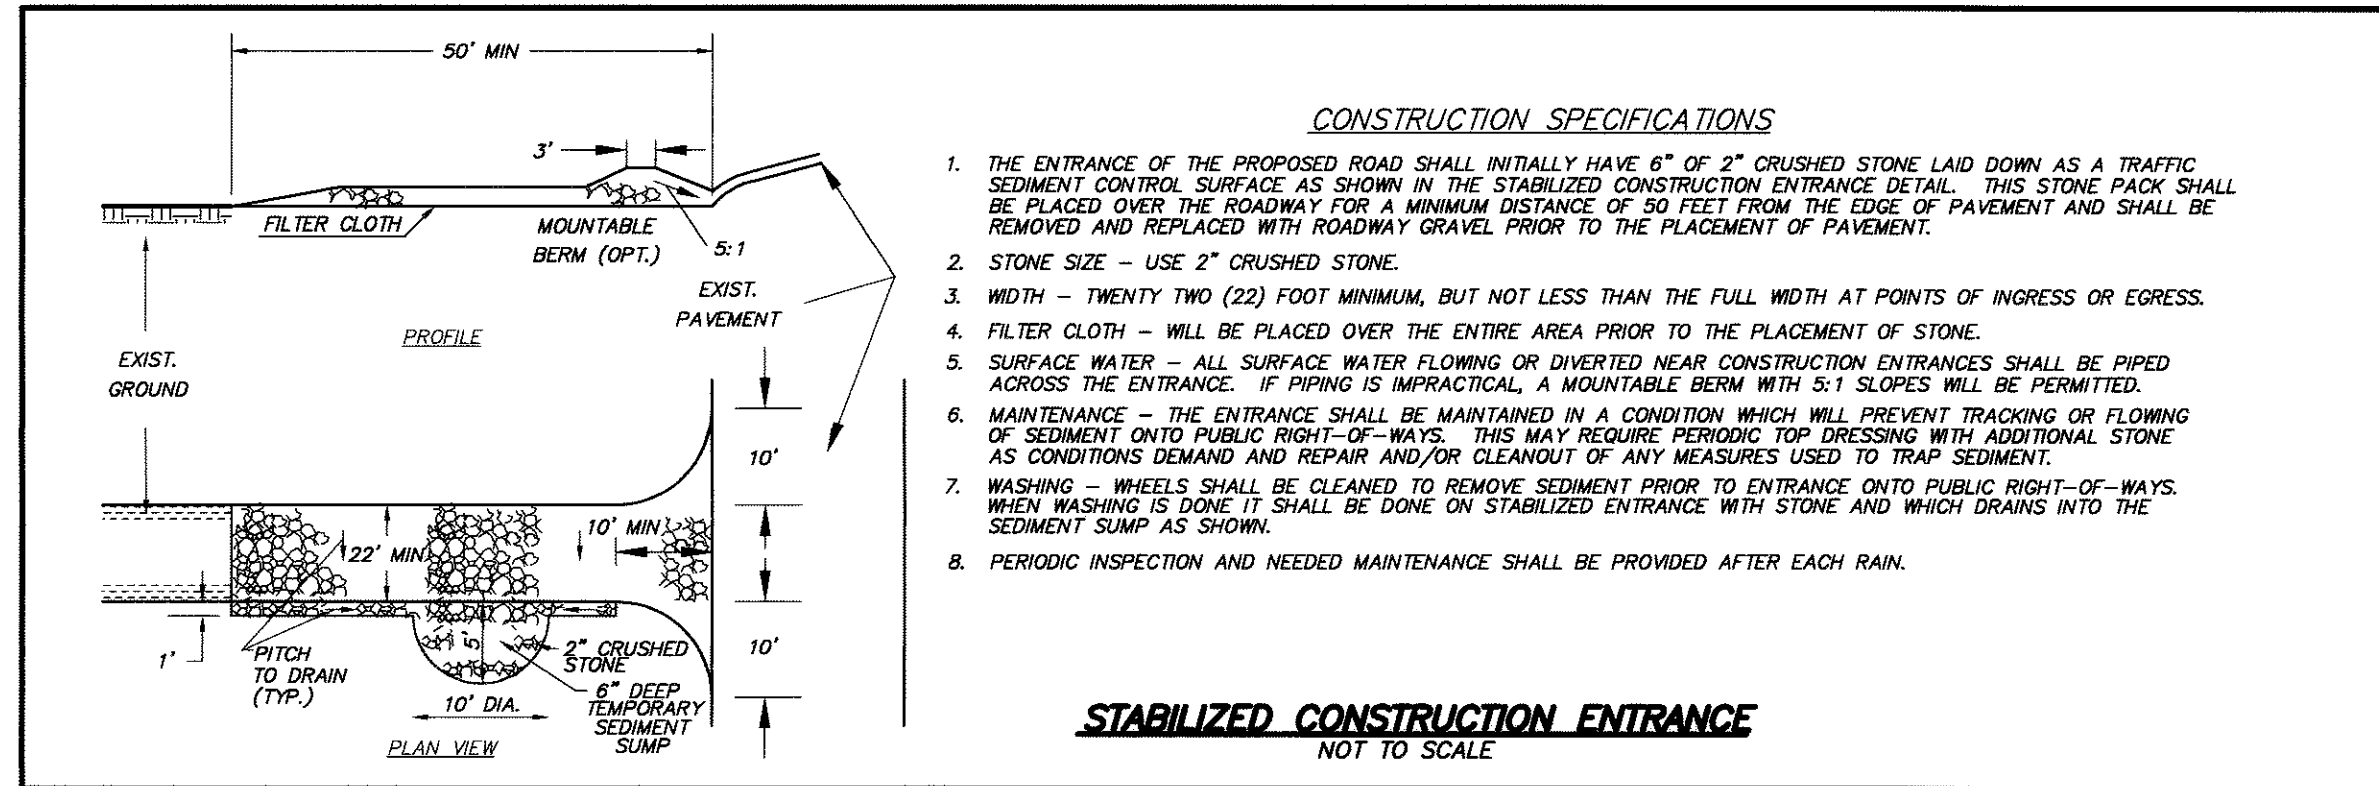 50' MIN
3'
FILTER CLOTH
MOUNTABLE
BERM (OPT.)
5:1
EXIST.
PAVEMENT
PROFILE
EXIST.
GROUND
10'
10' MIN
22' MIN
1'
PITCH
TO DRAIN
(TYP.)
5'
2" CRUSHED
STONE
10'
6" DEEP
TEMPORARY
SEDIMENT
SUMP
10' DIA.
PLAN VIEW
CONSTRUCTION SPECIFICATIONS
1. THE ENTRANCE OF THE PROPOSED ROAD SHALL INITIALLY HAVE 6" OF 2" CRUSHED STONE LAID DOWN AS A TRAFFIC
SEDIMENT CONTROL SURFACE AS SHOWN IN THE STABILIZED CONSTRUCTION ENTRANCE DETAIL. THIS STONE PACK SHALL
BE PLACED OVER THE ROADWAY FOR A MINIMUM DISTANCE OF 50 FEET FROM THE EDGE OF PAVEMENT AND SHALL BE
REMOVED AND REPLACED WITH ROADWAY GRAVEL PRIOR TO THE PLACEMENT OF PAVEMENT.
2. STONE SIZE – USE 2" CRUSHED STONE.
3. WIDTH – TWENTY TWO (22) FOOT MINIMUM, BUT NOT LESS THAN THE FULL WIDTH AT POINTS OF INGRESS OR EGRESS.
4. FILTER CLOTH – WILL BE PLACED OVER THE ENTIRE AREA PRIOR TO THE PLACEMENT OF STONE.
5. SURFACE WATER – ALL SURFACE WATER FLOWING OR DIVERTED NEAR CONSTRUCTION ENTRANCES SHALL BE PIPED
ACROSS THE ENTRANCE. IF PIPING IS IMPRACTICAL, A MOUNTABLE BERM WITH 5:1 SLOPES WILL BE PERMITTED.
6. MAINTENANCE – THE ENTRANCE SHALL BE MAINTAINED IN A CONDITION WHICH WILL PREVENT TRACKING OR FLOWING
OF SEDIMENT ONTO PUBLIC RIGHT–OF–WAYS. THIS MAY REQUIRE PERIODIC TOP DRESSING WITH ADDITIONAL STONE
AS CONDITIONS DEMAND AND REPAIR AND/OR CLEANOUT OF ANY MEASURES USED TO TRAP SEDIMENT.
7. WASHING – WHEELS SHALL BE CLEANED TO REMOVE SEDIMENT PRIOR TO ENTRANCE ONTO PUBLIC RIGHT–OF–WAYS.
WHEN WASHING IS DONE IT SHALL BE DONE ON STABILIZED ENTRANCE WITH STONE AND WHICH DRAINS INTO THE
SEDIMENT SUMP AS SHOWN.
8. PERIODIC INSPECTION AND NEEDED MAINTENANCE SHALL BE PROVIDED AFTER EACH RAIN.
STABILIZED CONSTRUCTION ENTRANCE
NOT TO SCALE